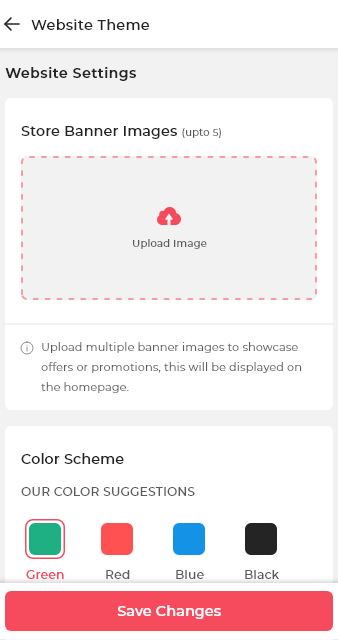 Website Theme
Website Settings
Store Banner Images (upto 5)
Upload Image
Upload multiple banner images to showcase
offers or promotions, this will be displayed on
the homepage.
Color Scheme
OUR COLOR SUGGESTIONS
Green Red Blue Black
Save Changes